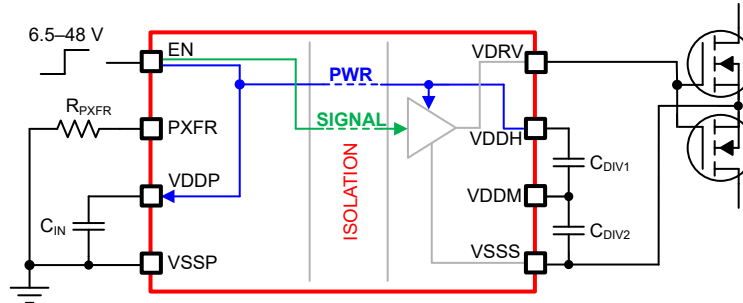 6.5–48 V
EN
VDRV
PWR
RPXFR
PXFR
SIGNAL
VDDH
CDIV1
VDDP
VDDM
CIN
ISOLATION
CDIV2
VSSP
VSSS